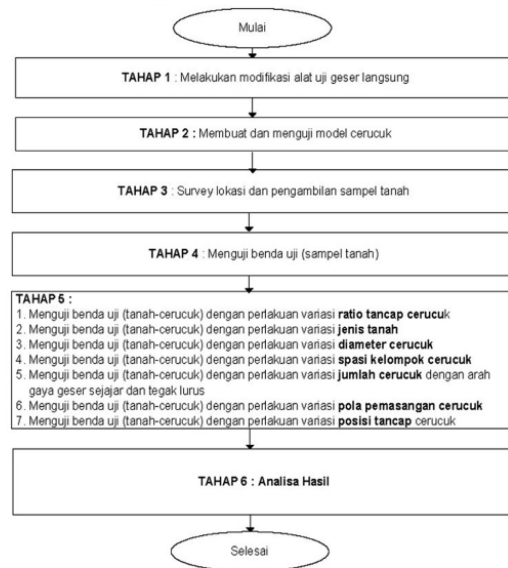 Mulai
TAHAP 1 : Melakukan modifikasi alat uji geser langsung
TAHAP 2 : Membuat dan menguji model cerucuk
TAHAP 3 : Survey lokasi dan pengambilan sampel tanah
TAHAP 4 : Menguji benda uji (sampel tanah)
TAHAP 5 :
1. Menguji benda uji (tanah-cerucuk) dengan perlakuan variasi ratio tancap cerucuk
2. Menguji benda uji (tanah-cerucuk) dengan perlakuan variasi jenis tanah
3. Menguji benda uji (tanah-cerucuk) dengan perlakuan variasi diameter cerucuk
4. Menguji benda uji (tanah-cerucuk) dengan perlakuan variasi spasi kelompok cerucuk
5. Menguji benda uji (tanah-cerucuk) dengan perlakuan variasi jumlah cerucuk dengan arah
gaya geser sejajar dan tegak lurus
6. Menguji benda uji (tanah-cerucuk) dengan perlakuan variasi pola pemasangan cerucuk
7. Menguji benda uji (tanah-cerucuk) dengan perlakuan variasi posisi tancap cerucuk
TAHAP 6 : Analisa Hasil
Selesai